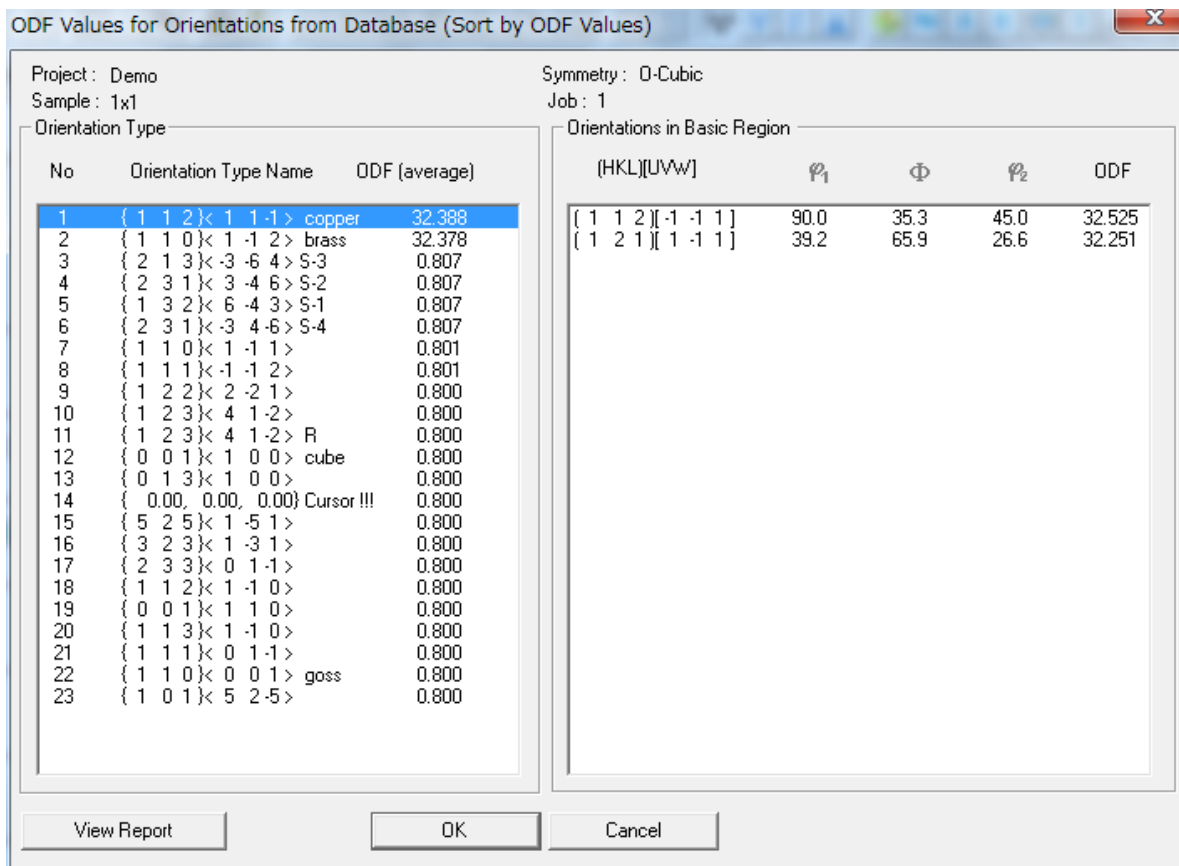 ODF Values for Orientations from Database (Sort by ODF Values)
Project : Demo
Symmetry : O-Cubic
Sample : 1x1
Job : 1
Orientation Type
No Orientation Type Name ODF (average)
1 { 1 1 2}< 1 1 -1 > copper 32.388
2 { 1 1 0}< 1 -1 2> brass 32.378
3 { 2 1 3}< -3 -6 4> S-3 0.807
4 { 2 3 1}< 3 -4 6> S-2 0.807
5 { 1 3 2}< 6 -4 3> S-1 0.807
6 { 2 3 1}< -3 4 -6> S-4 0.807
7 { 1 1 0}< 1 -1 1> 0.801
8 { 1 1 1}< -1 -1 2> 0.801
9 { 1 2 2}< 2 -2 1> 0.800
10 { 1 2 3}< 4 1 -2> 0.800
11 { 1 2 3}< 4 1 -2> R 0.800
12 { 0 0 1}< 1 0 0> cube 0.800
13 { 0 1 3}< 1 0 0> 0.800
14 { 0.00, 0.00, 0.00} Cursor !!! 0.800
15 { 5 2 5}< 1 -5 1> 0.800
16 { 3 2 3}< 1 -3 1> 0.800
17 { 2 3 3}< 0 1 -1> 0.800
18 { 1 1 2}< 1 -1 0> 0.800
19 { 0 0 1}< 1 1 0> 0.800
20 { 1 1 3}< 1 -1 0> 0.800
21 { 1 1 1}< 0 1 -1> 0.800
22 { 1 1 0}< 0 0 1> goss 0.800
23 { 1 0 1}< 5 2 -5> 0.800
Orientations in Basic Region
(HKL)[UVW] φ1 Φ φ2 ODF
( 1 1 2)[ -1 -1 1] 90.0 35.3 45.0 32.525
( 1 2 1)[ 1 -1 1] 39.2 65.9 26.6 32.251
View Report
OK
Cancel